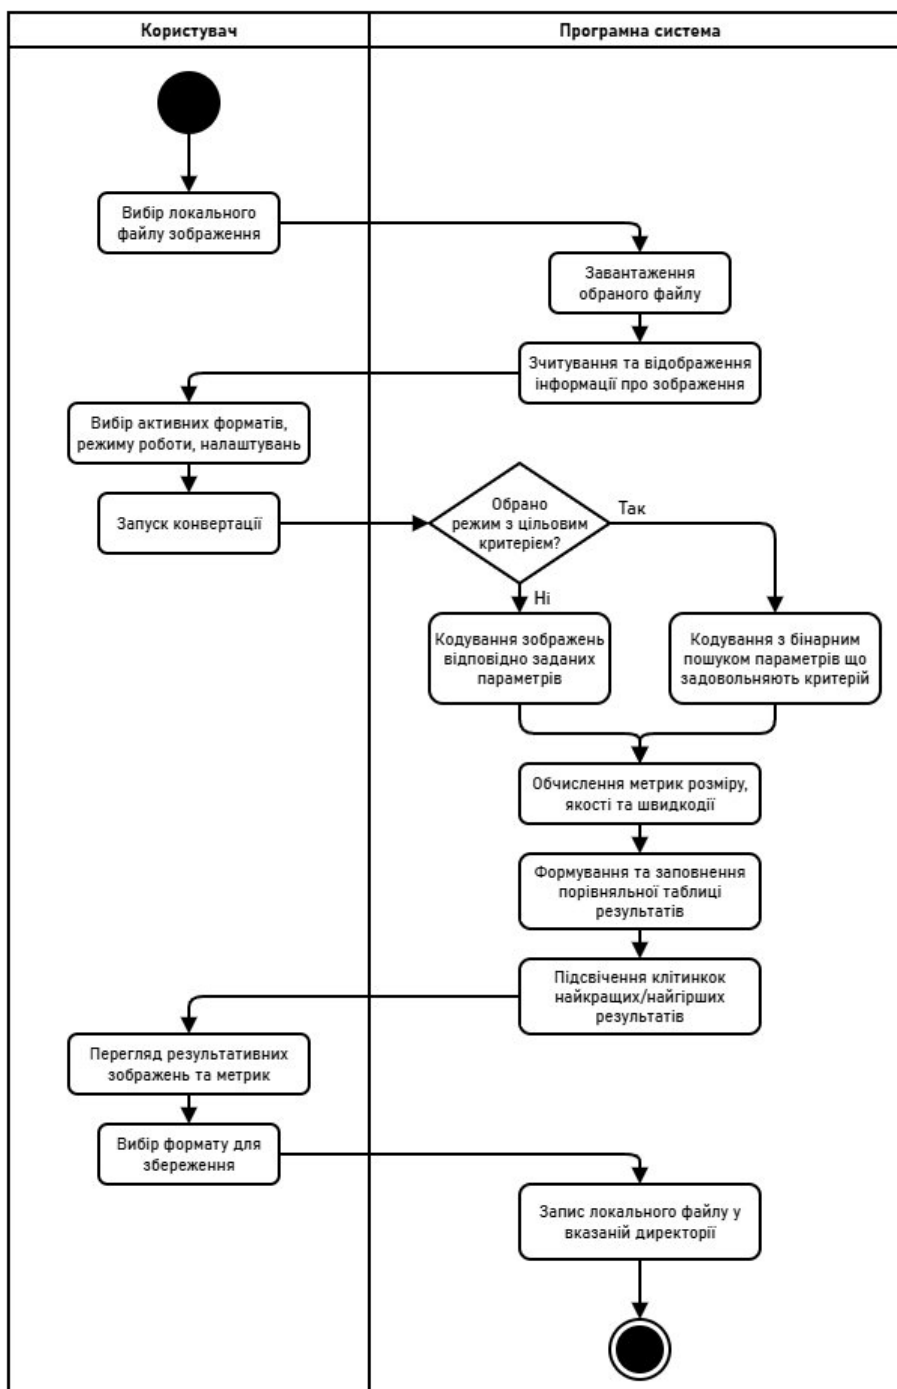 Користувач
Програмна система
Вибір локального
файлу зображення
Завантаження
обраного файлу
Зчитування та відображення
інформації про зображення
Вибір активних форматів,
режиму роботи, налаштувань
Запуск конвертації
Обрано
режим з цільовим
критерієм?
Так
Ні
Кодування зображень
відповідно заданих
параметрів
Кодування з бінарним
пошуком параметрів що
задовольняють критерій
Обчислення метрик розміру,
якості та швидкодії
Формування та заповнення
порівняльної таблиці
результатів
Підсвічення клітинкок
найкращих/найгірших
результатів
Перегляд результативних
зображень та метрик
Вибір формату для
збереження
Запис локального файлу у
вказаній директорії